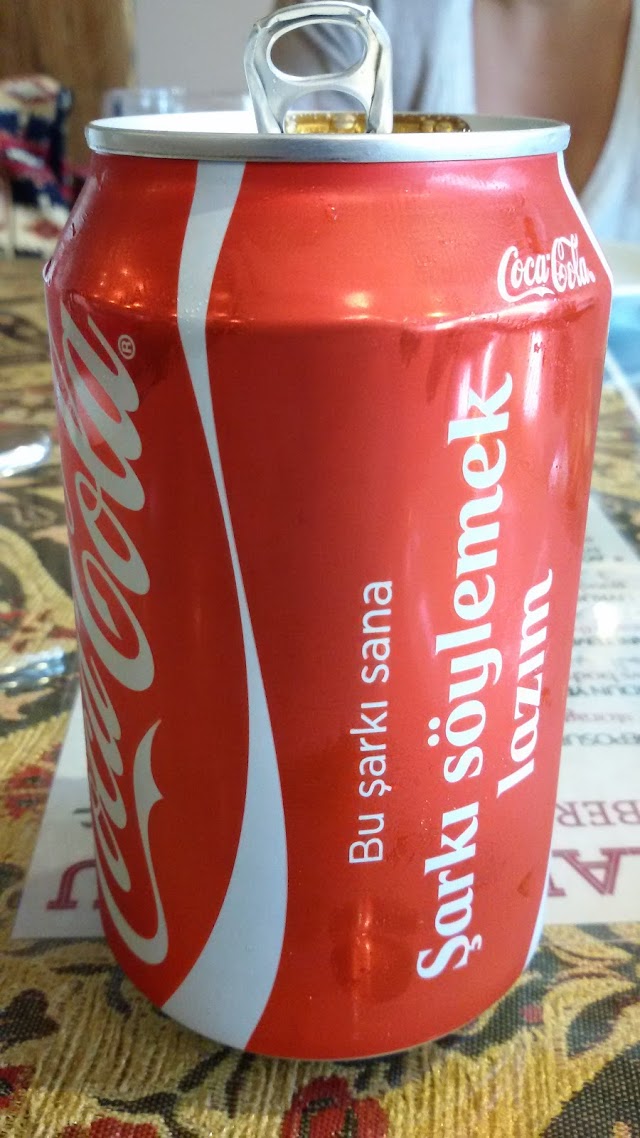 Coca-Cola®
Coca-Cola
Bu şarkı sana
Şarkı söylemek
lazım